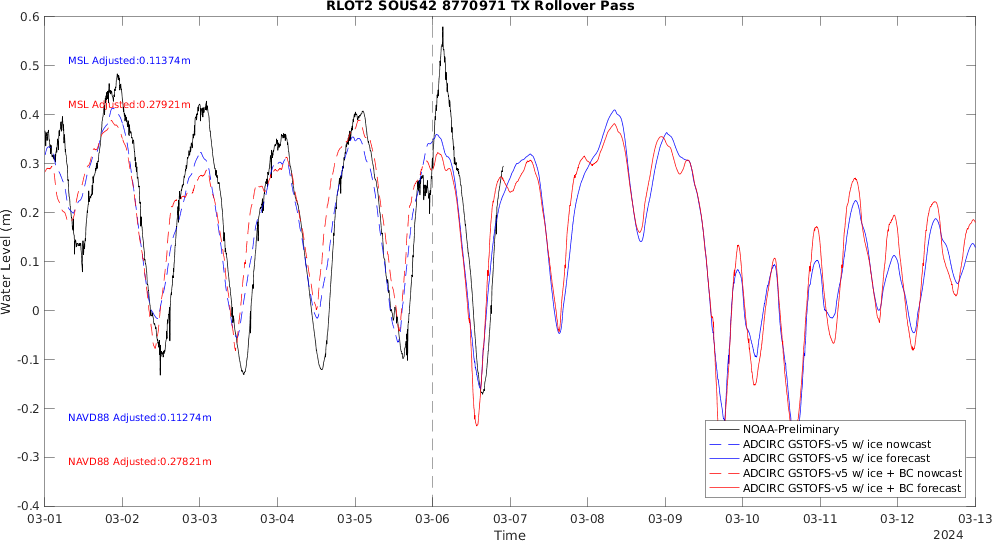 RLOT2 SOUS42 8770971 TX Rollover Pass
0.6
0.5
0.4
0.3
0.2
0.1
0
-0.1
-0.2
-0.3
-0.4
Water Level (m)
MSL Adjusted:0.11374m
MSL Adjusted:0.27921m
NAVD88 Adjusted:0.11274m
NAVD88 Adjusted:0.27821m
NOAA-Preliminary
ADCIRC GSTOFS-v5 w/ ice nowcast
ADCIRC GSTOFS-v5 w/ ice forecast
ADCIRC GSTOFS-v5 w/ ice + BC nowcast
ADCIRC GSTOFS-v5 w/ ice + BC forecast
03-01 03-02 03-03 03-04 03-05 03-06 03-07 03-08 03-09 03-10 03-11 03-12 03-13
Time
2024